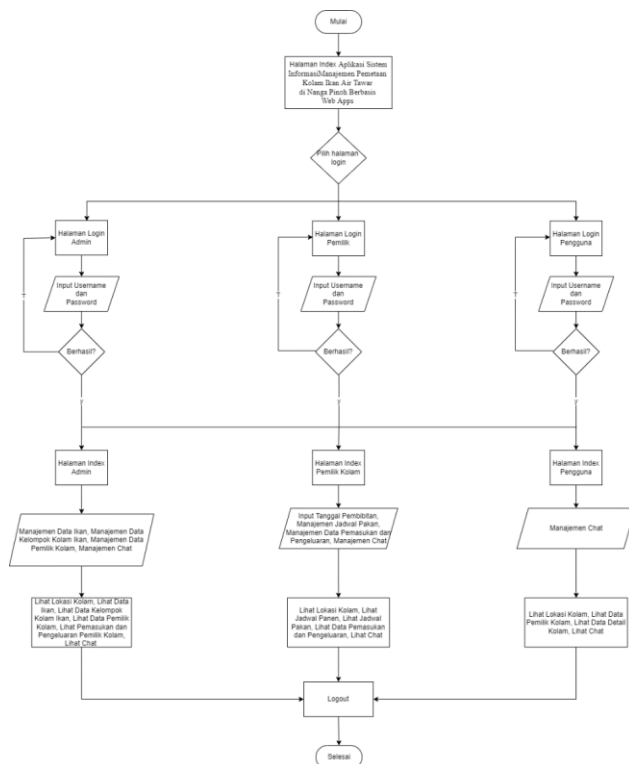 Mulai
Halaman Index Aplikasi Sistem
InformasiManajemen Pemetaan
Kolam Ikan Air Tawar
di Nanga Pinoh Berbasis
Web Apps
Pilih halaman
login
Halaman Login
Admin
Halaman Login
Pemilik
Halaman Login
Pengguna
Input Username
dan
Password
Input Username
dan
Password
Input Username
dan
Password
T
T
T
Berhasil?
Berhasil?
Berhasil?
y
y
y
Halaman Index
Admin
Halaman Index
Pemilik Kolam
Halaman Index
Pengguna
Manajemen Data Ikan, Manajemen Data
Kelompok Kolam Ikan, Manajemen Data
Pemilik Kolam, Manajemen Chat
Input Tanggal Pembibitan,
Manajemen Jadwal Pakan,
Manajemen Data Pemasukan dan
Pengeluaran, Manajemen Chat
Manajemen Chat
Lihat Lokasi Kolam, Lihat Data
Ikan, Lihat Data Kelompok
Kolam Ikan, Lihat Data Pemilik
Kolam, Lihat Pemasukan dan
Pengeluaran Pemilik Kolam,
Lihat Chat
Lihat Lokasi Kolam, Lihat
Jadwal Panen, Lihat Jadwal
Pakan, Lihat Data Pemasukan
dan Pengeluaran, Lihat Chat
Lihat Lokasi Kolam, Lihat Data
Pemilik Kolam, Lihat Data Detail
Kolam, Lihat Chat
Logout
Selesai